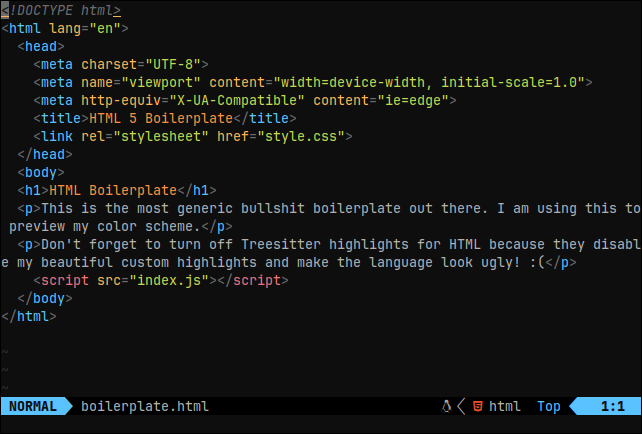 <!DOCTYPE html>
<html lang="en">
  <head>
    <meta charset="UTF-8">
    <meta name="viewport" content="width=device-width, initial-scale=1.0">
    <meta http-equiv="X-UA-Compatible" content="ie=edge">
    <title>HTML 5 Boilerplate</title>
    <link rel="stylesheet" href="style.css">
  </head>
  <body>
  <h1>HTML Boilerplate</h1>
  <p>This is the most generic bullshit boilerplate out there. I am using this to
 preview my color scheme.</p>
  <p>Don't forget to turn off Treesitter highlights for HTML because they disabl
e my beautiful custom highlights and make the language look ugly! :(</p>
    <script src="index.js"></script>
  </body>
</html>
~
~
~
NORMAL boilerplate.html html Top 1:1